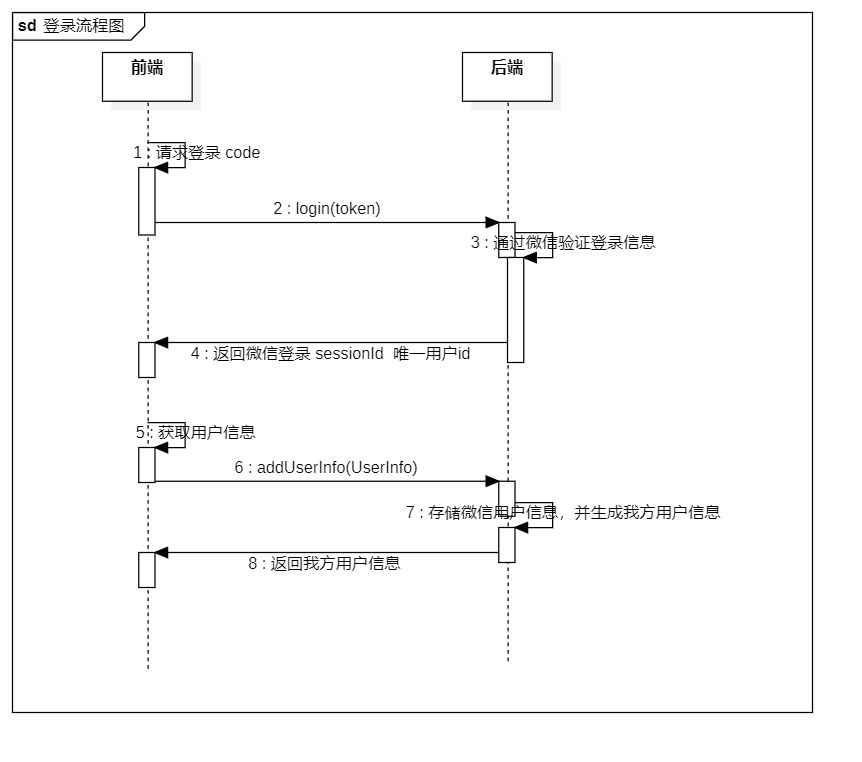 sd 登录流程图
前端
后端
1 : 请求登录 code
2 : login(token)
3 : 通过微信验证登录信息
4 : 返回微信登录 sessionId  唯一用户id
5 : 获取用户信息
6 : addUserInfo(UserInfo)
7 : 存储微信用户信息，并生成我方用户信息
8 : 返回我方用户信息